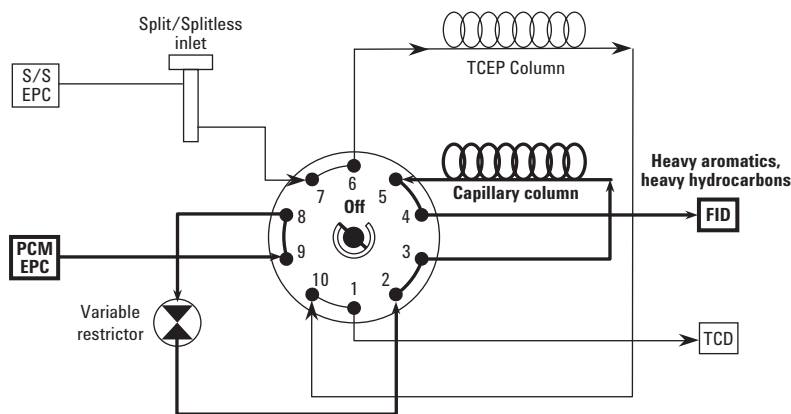 Split/Splitless
inlet
S/S
EPC
TCEP Column
Heavy aromatics,
heavy hydrocarbons
Capillary column
6
7
5
Off
8
4
FID
PCM
EPC
9
3
10
1
2
Variable
restrictor
TCD